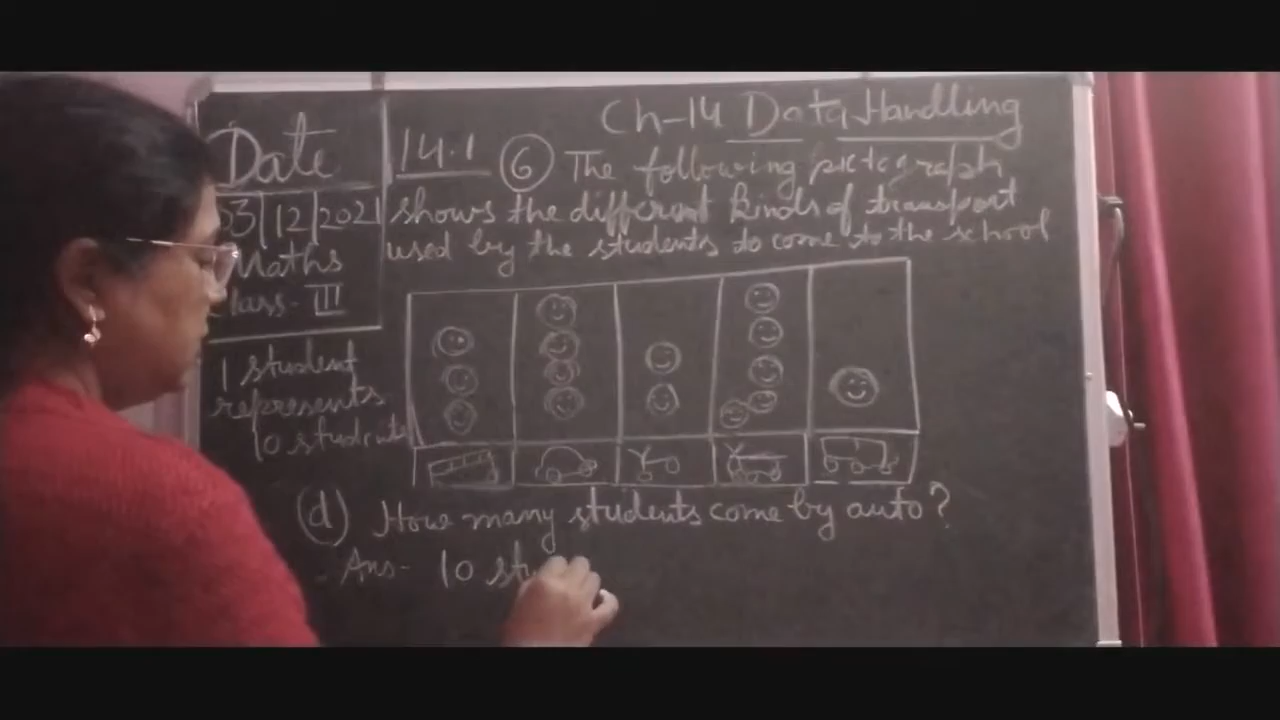 Ch-14 Data Handling
Date
03/12/2021
Maths
Class- III
1 student
represents
10 students
14.1 (6) The following pictograph
shows the different kinds of transport
used by the students to come to the school
(d) How many students come by auto?
Ans- 10 stu